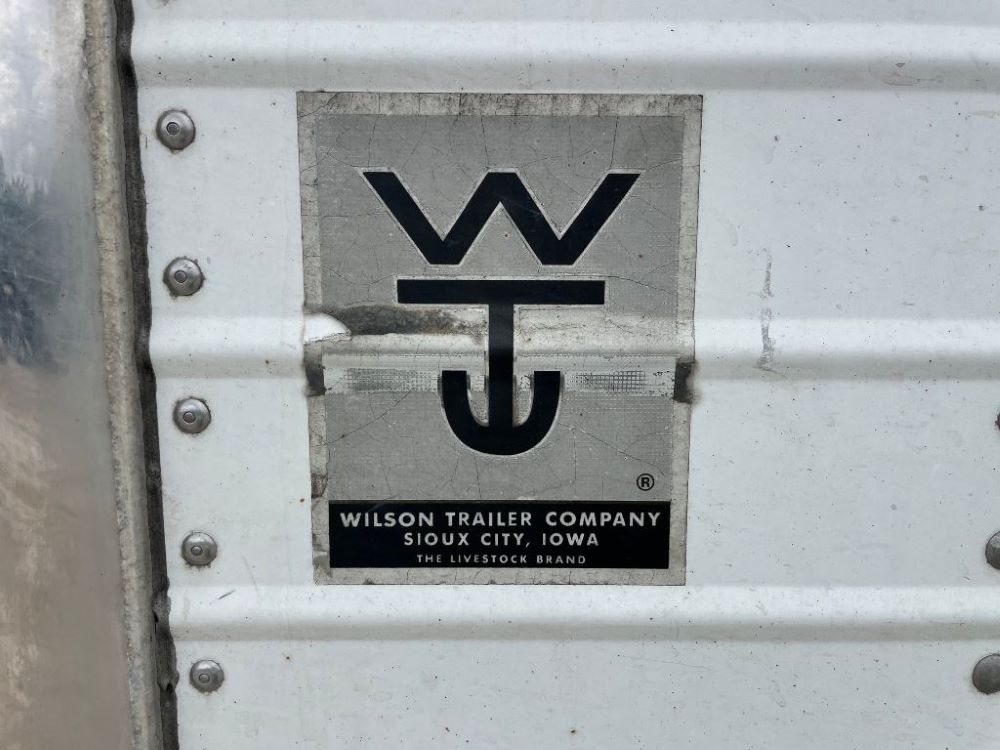 W
T
U
®
WILSON TRAILER COMPANY
SIOUX CITY, IOWA
THE LIVESTOCK BRAND